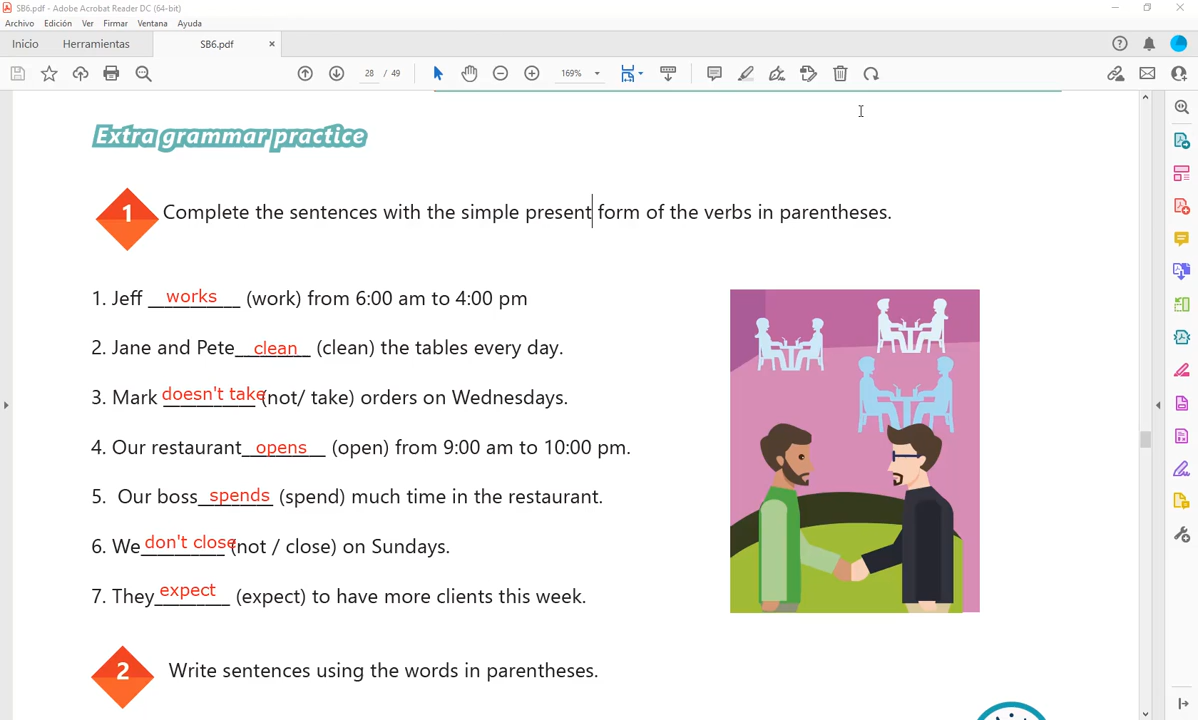 SB6.pdf - Adobe Acrobat Reader DC (64-bit)
Archivo Edición Ver Firmar Ventana Ayuda
Inicio Herramientas SB6.pdf ×
28 / 49 169%
Extra grammar practice
1 Complete the sentences with the simple present form of the verbs in parentheses.
1. Jeff works (work) from 6:00 am to 4:00 pm
2. Jane and Pete clean (clean) the tables every day.
3. Mark doesn't take (not/ take) orders on Wednesdays.
4. Our restaurant opens (open) from 9:00 am to 10:00 pm.
5. Our boss spends (spend) much time in the restaurant.
6. We don't close (not / close) on Sundays.
7. They expect (expect) to have more clients this week.
2 Write sentences using the words in parentheses.